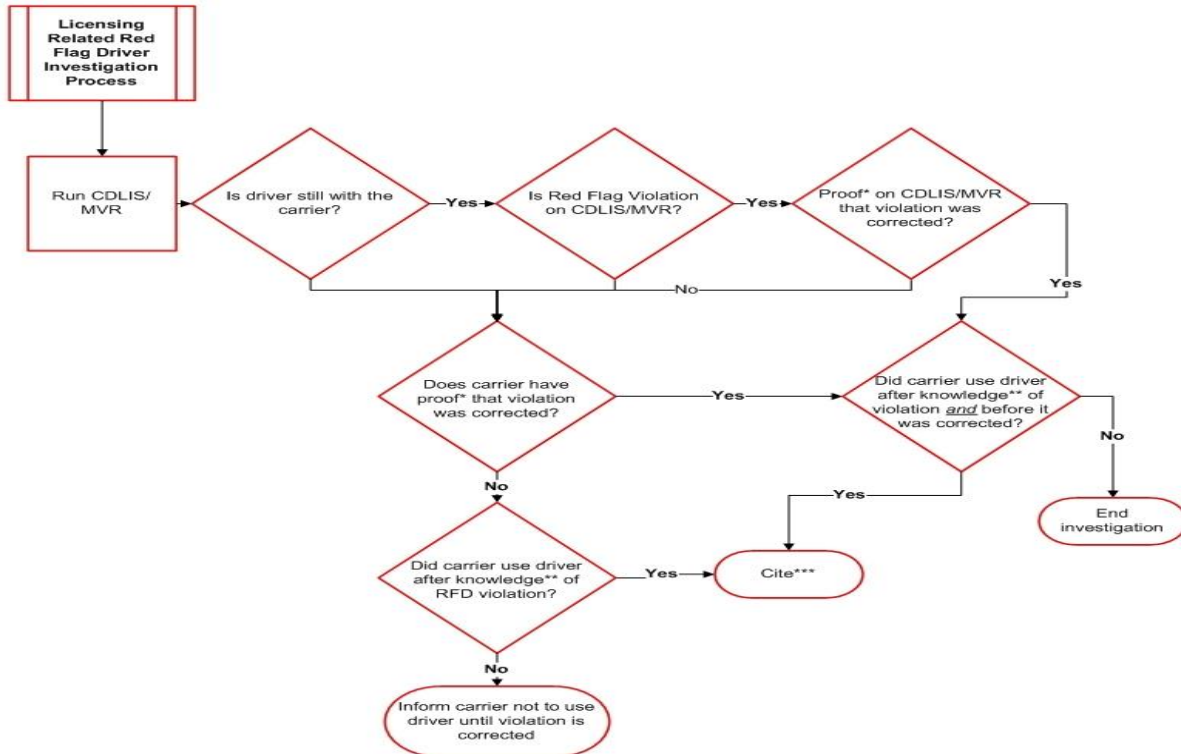 Licensing
Related Red
Flag Driver
Investigation
Process
Run CDLIS/
MVR
Is driver still with the
carrier?
Yes
Is Red Flag Violation
on CDLIS/MVR?
Yes
Proof* on CDLIS/MVR
that violation was
corrected?
No
Yes
Does carrier have
proof* that violation
was corrected?
Yes
Did carrier use driver
after knowledge** of
violation and before it
was corrected?
No
No
Yes
End
investigation
Did carrier use driver
after knowledge** of
RFD violation?
Yes
Cite***
No
Inform carrier not to use
driver until violation is
corrected